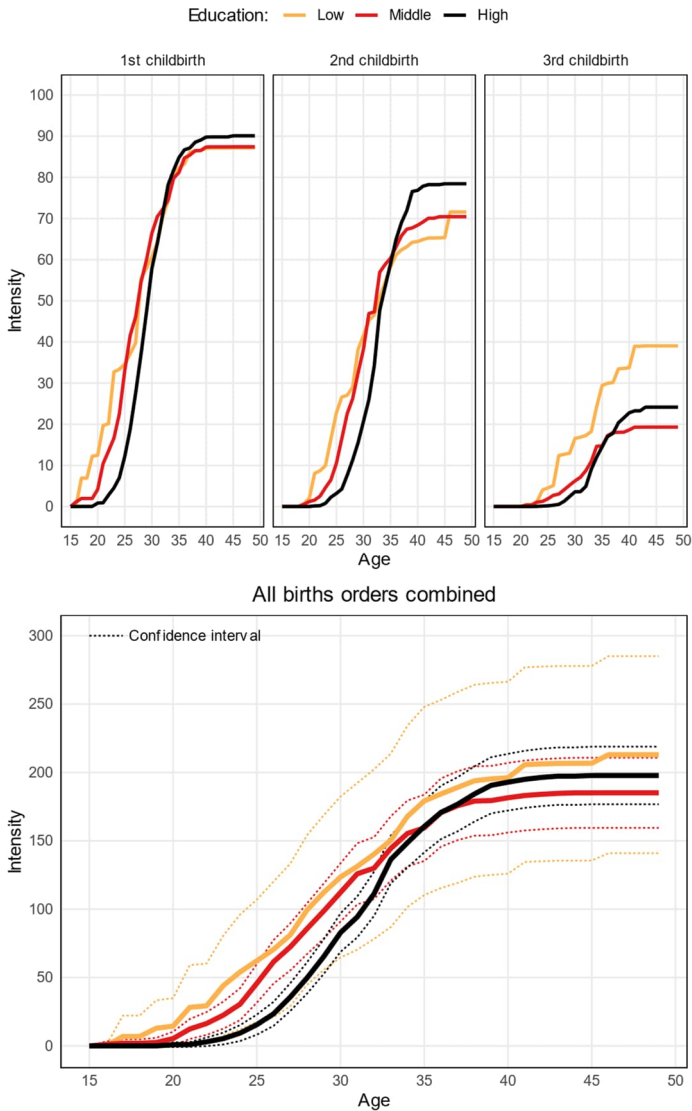 Education: Low Middle High
1st childbirth 2nd childbirth 3rd childbirth
100
90
80
70
60
50
40
30
20
10
0
Intensity
15 20 25 30 35 40 45 50 15 20 25 30 35 40 45 50 15 20 25 30 35 40 45 50
Age
All births orders combined
Confidence interval
300
250
200
150
100
50
0
Intensity
15 20 25 30 35 40 45 50
Age